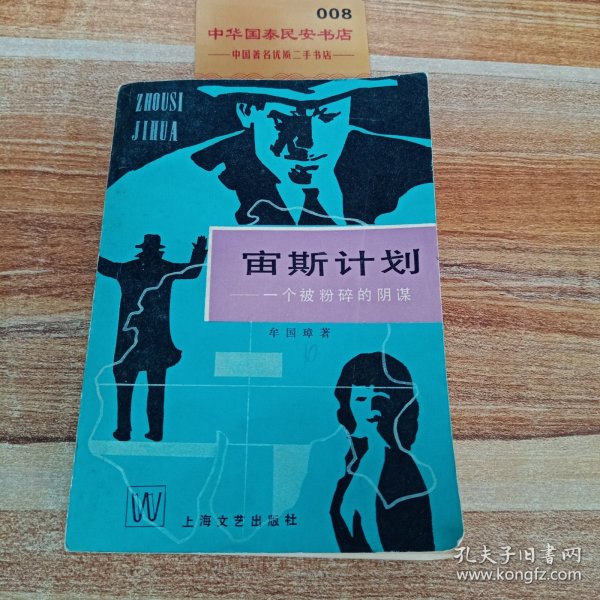 008
中华国泰民安书店
—中国著名优质二手书店—
ZHOUSI
JIHUA
宙斯计划
——一个被粉碎的阴谋
牟国璋著
W
上海文艺出版社
孔夫子旧书网
www.kongfz.com